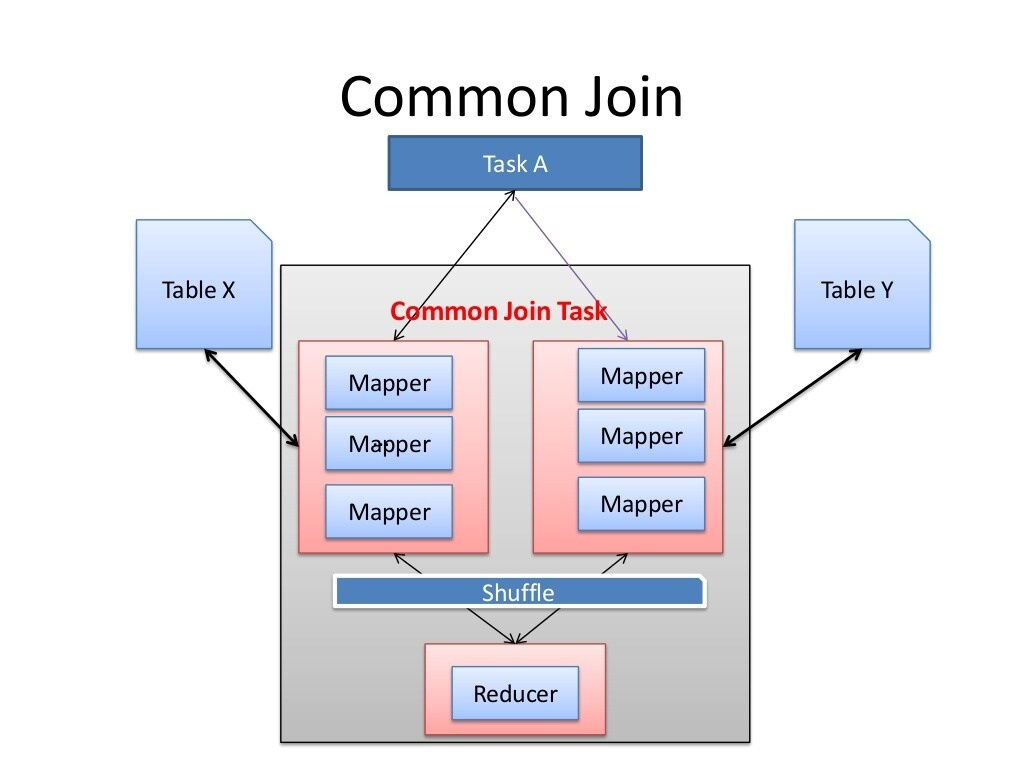 Common Join
Task A
Table X
Table Y
Common Join Task
Mapper
Mapper
Mapper
Mapper
Mapper
Mapper
Shuffle
Reducer